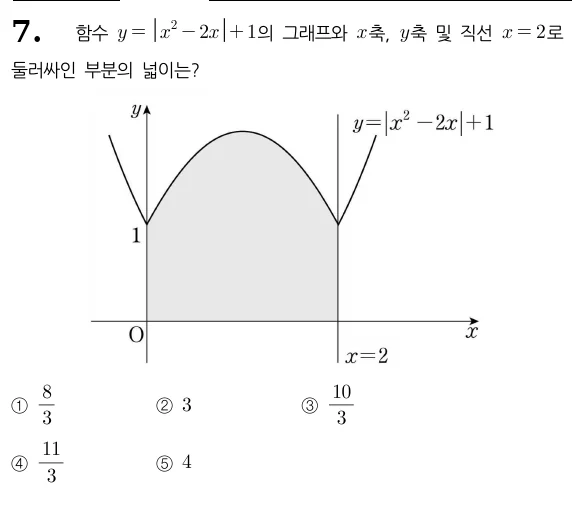 7. 함수 y = |x² − 2x| + 1의 그래프와 x축, y축 및 직선 x = 2로
둘러싸인 부분의 넓이는?
y
y=|x² −2x|+1
1
O
x
x=2
① 8/3 ② 3 ③ 10/3
④ 11/3 ⑤ 4